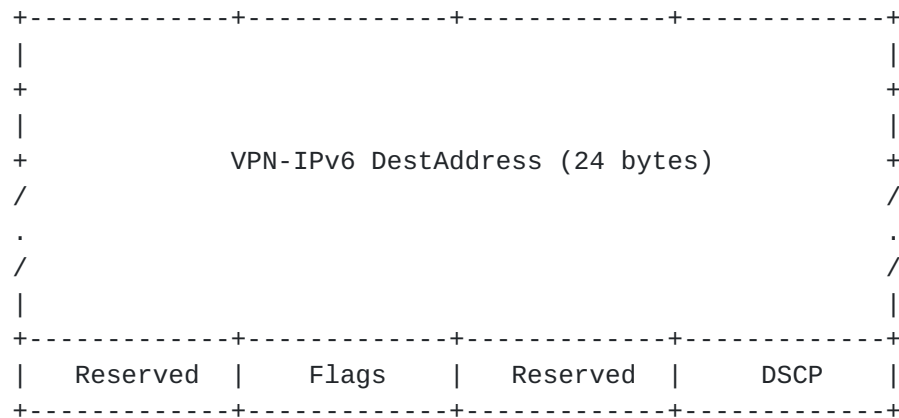 VPN-IPv6 DestAddress (24 bytes)
Reserved Flags Reserved DSCP